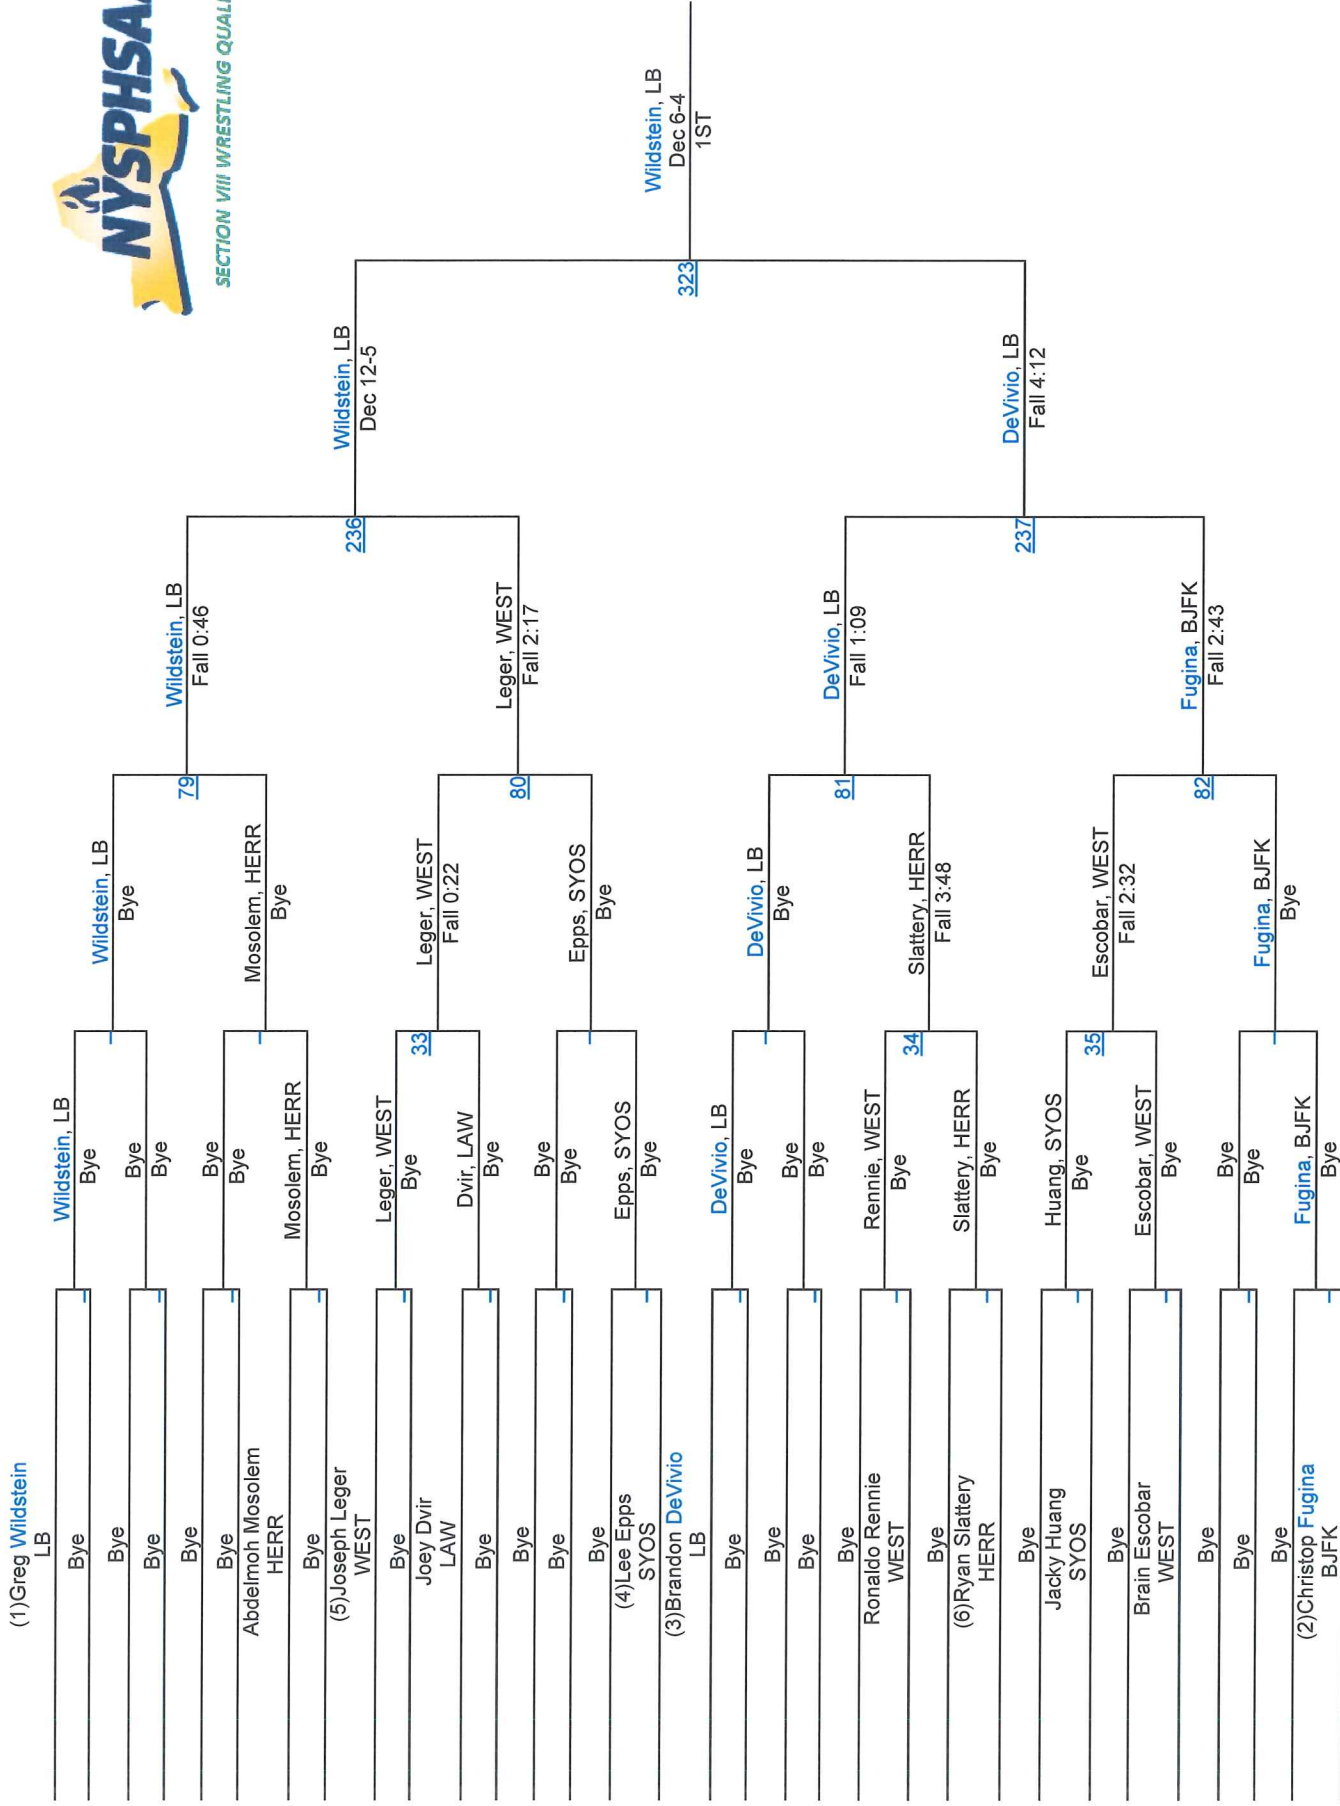 NYSPHSAA
SECTION VIII WRESTLING QUALI
(1)Greg Wildstein
LB
Bye
Bye
Bye
Bye
Bye
Abdelmoh Mosolem
HERR
Bye
(5)Joseph Leger
WEST
Bye
Joey Dvir
LAW
Bye
Bye
Bye
Bye
(4)Lee Epps
SYOS
(3)Brandon DeVivio
LB
Bye
Bye
Bye
Bye
Ronaldo Rennie
WEST
Bye
(6)Ryan Slattery
HERR
Bye
Jacky Huang
SYOS
Bye
Brain Escobar
WEST
Bye
Bye
Bye
(2)Christop Fugina
BJFK
Wildstein, LB
Bye
Bye
Bye
Bye
Bye
Mosolem, HERR
Bye
Leger, WEST
Bye
Dvir, LAW
Bye
Bye
Bye
Epps, SYOS
Bye
DeVivio, LB
Bye
Bye
Bye
Rennie, WEST
Bye
Slattery, HERR
Bye
Huang, SYOS
Bye
Escobar, WEST
Bye
Bye
Bye
Fugina, BJFK
Bye
33
34
35
Wildstein, LB
Bye
Mosolem, HERR
Bye
Leger, WEST
Fall 0:22
Epps, SYOS
Bye
DeVivio, LB
Bye
Slattery, HERR
Fall 3:48
Escobar, WEST
Fall 2:32
Fugina, BJFK
Bye
79
80
81
82
Wildstein, LB
Fall 0:46
Leger, WEST
Fall 2:17
DeVivio, LB
Fall 1:09
Fugina, BJFK
Fall 2:43
236
237
Wildstein, LB
Dec 12-5
DeVivio, LB
Fall 4:12
323
Wildstein, LB
Dec 6-4
1ST